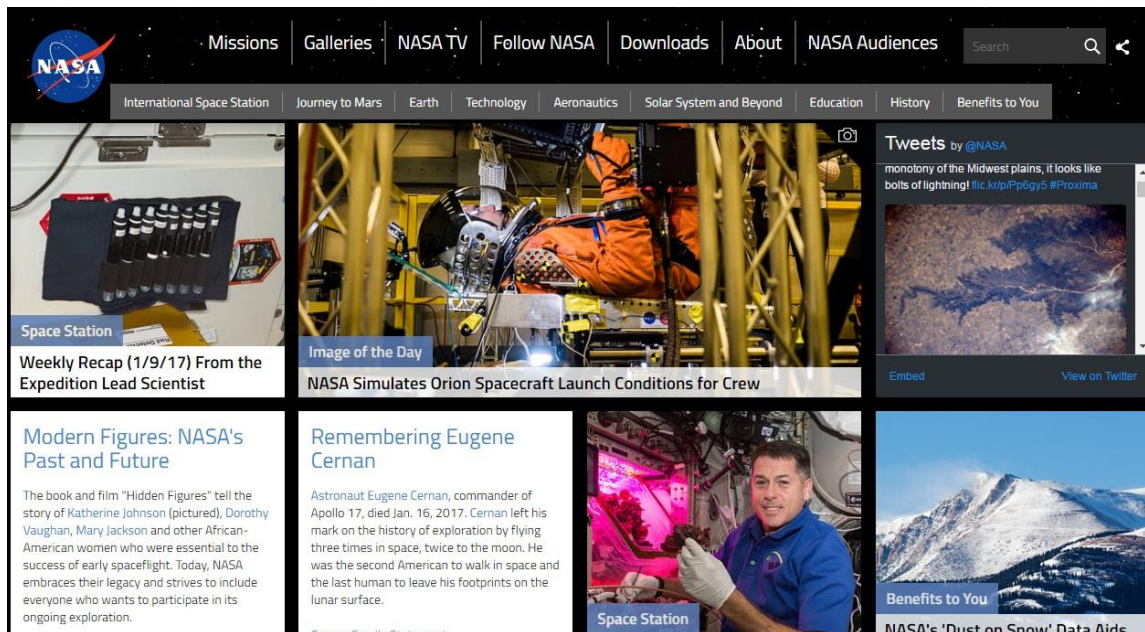 NASA
Missions
Galleries
NASA TV
Follow NASA
Downloads
About
NASA Audiences
Search
International Space Station
Journey to Mars
Earth
Technology
Aeronautics
Solar System and Beyond
Education
History
Benefits to You
Space Station
Weekly Recap (1/9/17) From the
Expedition Lead Scientist
Image of the Day
NASA Simulates Orion Spacecraft Launch Conditions for Crew
Tweets by @NASA
monotony of the Midwest plains, it looks like
bolts of lightning! flic.kr/p/Pp6gy5 #Proxima
Embed
View on Twitter
Modern Figures: NASA's
Past and Future
The book and film "Hidden Figures" tell the
story of Katherine Johnson (pictured), Dorothy
Vaughan, Mary Jackson and other African-
American women who were essential to the
success of early spaceflight. Today, NASA
embraces their legacy and strives to include
everyone who wants to participate in its
ongoing exploration.
Remembering Eugene
Cernan
Astronaut Eugene Cernan, commander of
Apollo 17, died Jan. 16, 2017. Cernan left his
mark on the history of exploration by flying
three times in space, twice to the moon. He
was the second American to walk in space and
the last human to leave his footprints on the
lunar surface.
Space Station
Benefits to You
NASA's 'Dust on Snow' Data Aids